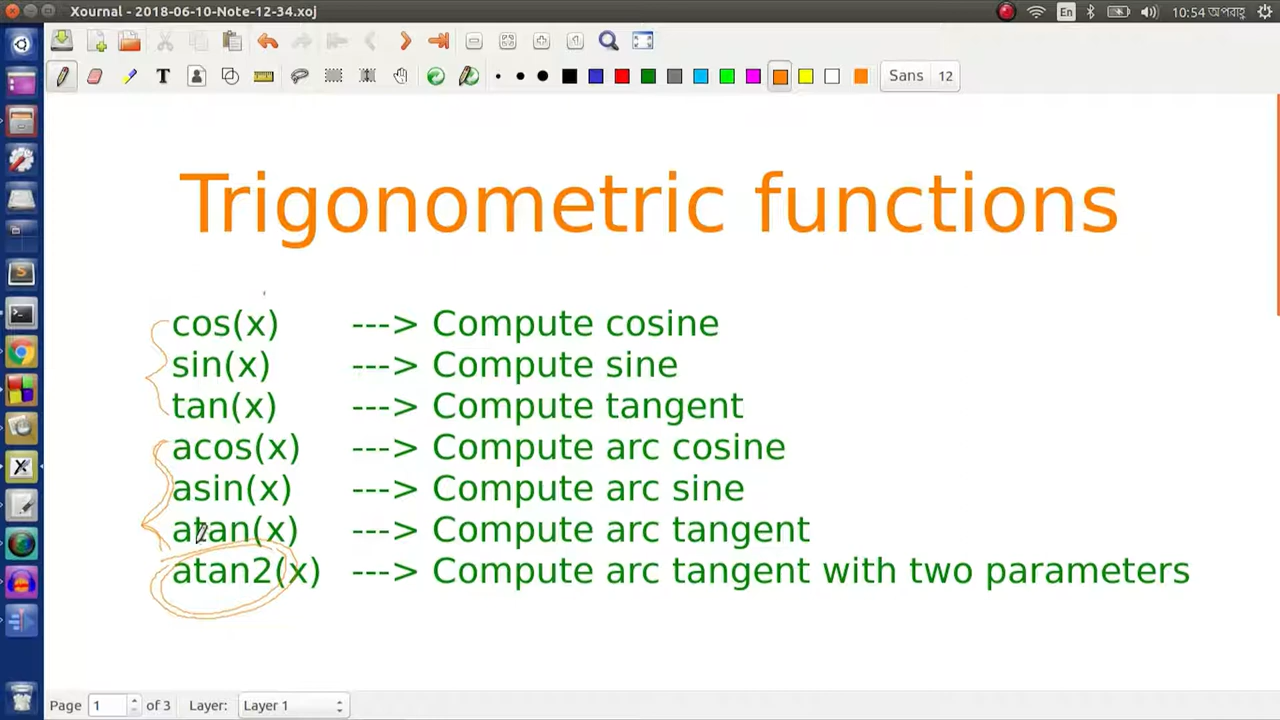 Xournal - 2018-06-10-Note-12-34.xoj
En
10:54 অপরাহ্ণ
Sans 12
Trigonometric functions
cos(x) ---> Compute cosine
sin(x) ---> Compute sine
tan(x) ---> Compute tangent
acos(x) ---> Compute arc cosine
asin(x) ---> Compute arc sine
atan(x) ---> Compute arc tangent
atan2(x) ---> Compute arc tangent with two parameters
Page 1 of 3 Layer: Layer 1